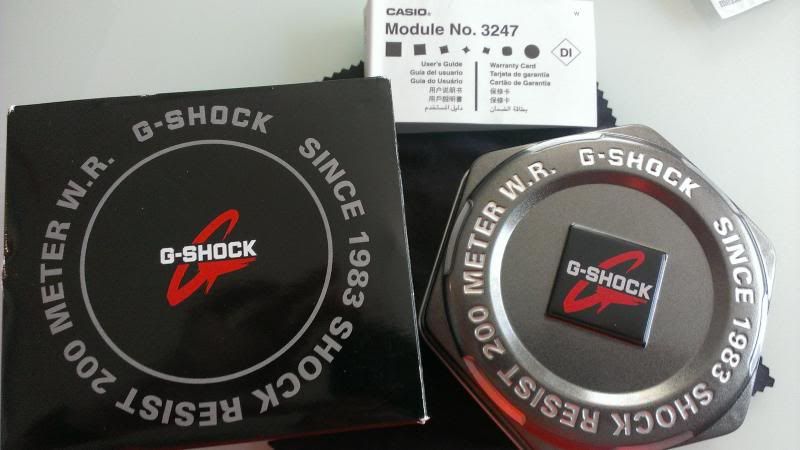 CASIO®
W
Module No. 3247
DI
User's Guide
Guía del usuario
Guia do Usuário
用户说明书
用戶說明書
دليل المستخدم
Warranty Card
Tarjeta de garantía
Cartão de Garantia
保修卡
保修卡
بطاقة الضمان
G-SHOCK SINCE 1983 SHOCK RESIST 200 METER W.R.
G-SHOCK
G-SHOCK SINCE 1983 SHOCK RESIST 200 METER W.R.
G-SHOCK